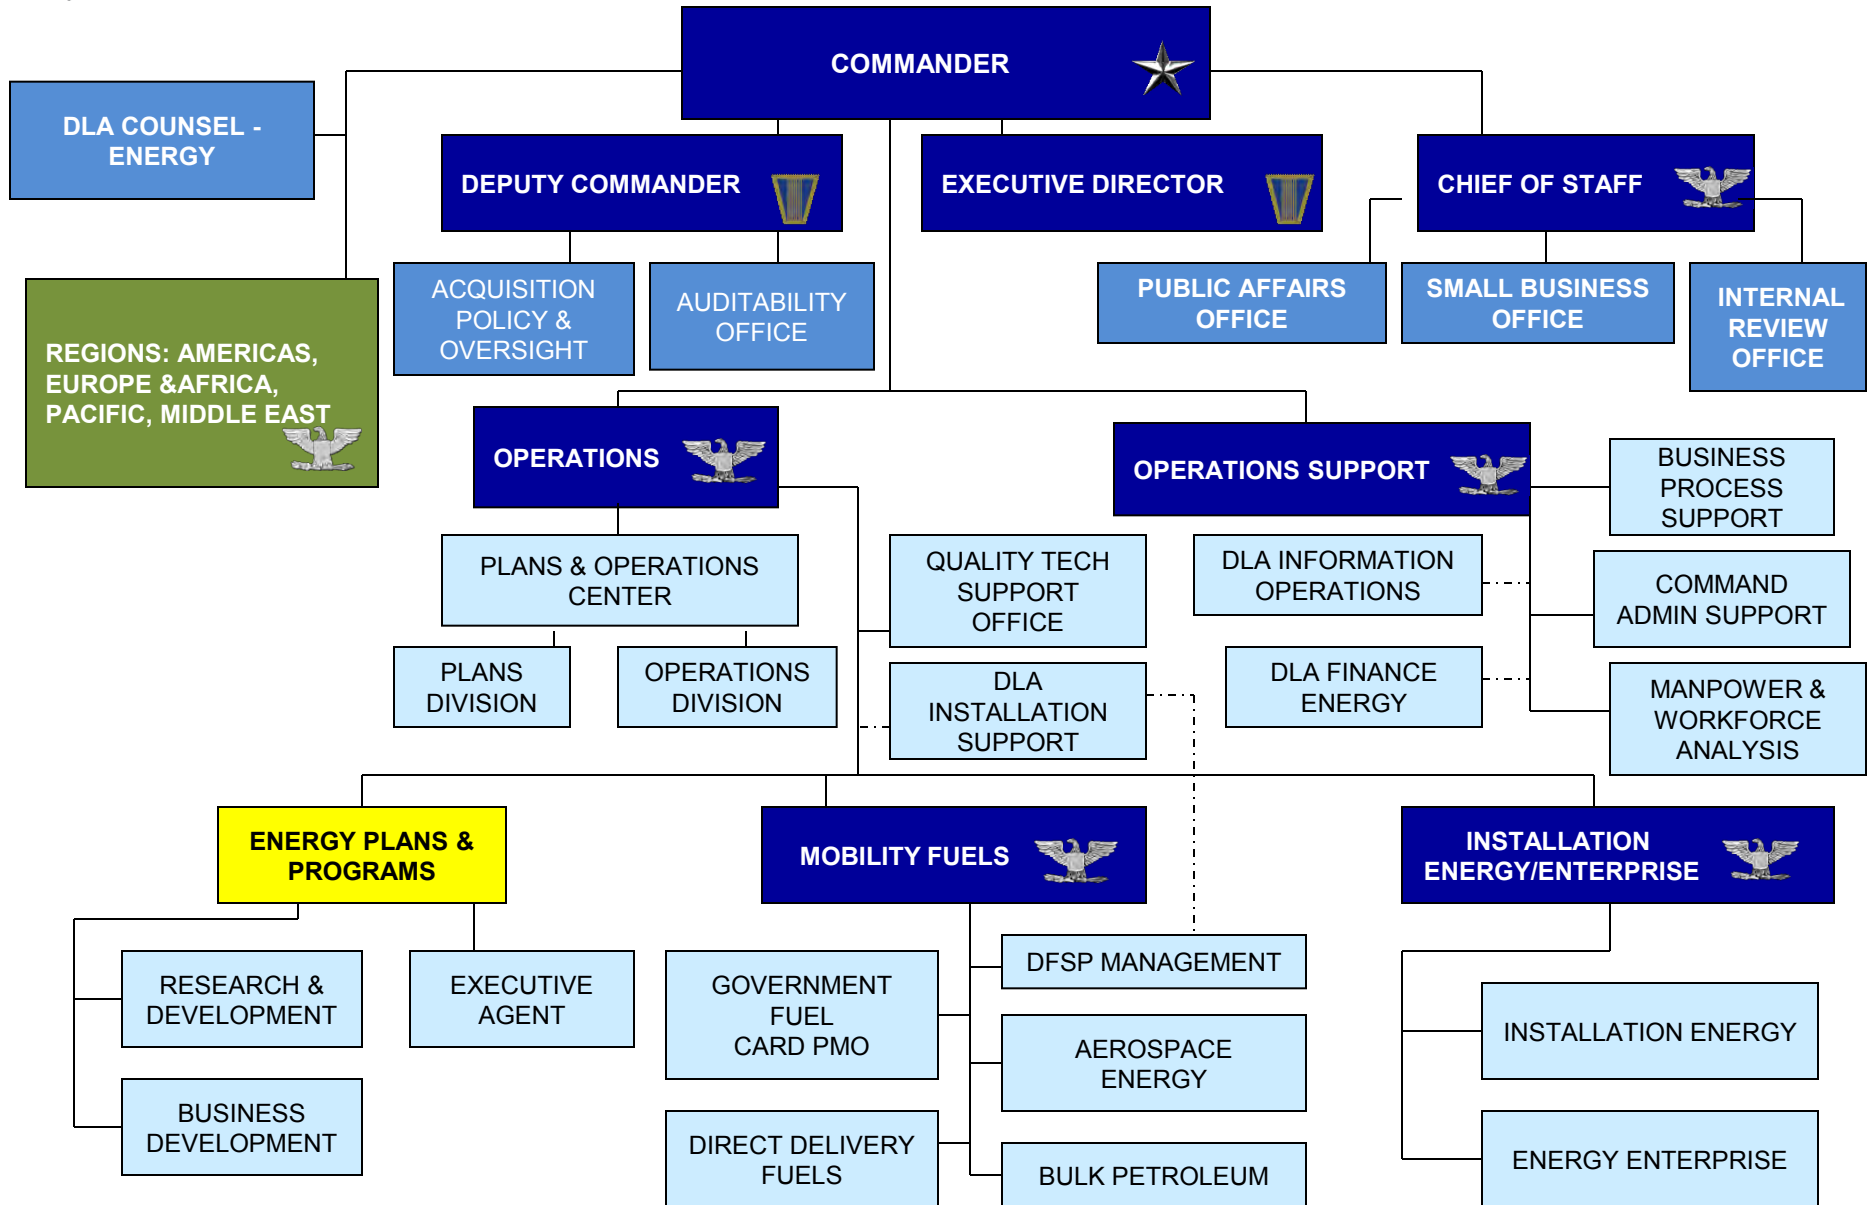 COMMANDER
DLA COUNSEL -
ENERGY
DEPUTY COMMANDER
EXECUTIVE DIRECTOR
CHIEF OF STAFF
REGIONS: AMERICAS,
EUROPE &AFRICA,
PACIFIC, MIDDLE EAST
ACQUISITION
POLICY &
OVERSIGHT
AUDITABILITY
OFFICE
PUBLIC AFFAIRS
OFFICE
SMALL BUSINESS
OFFICE
INTERNAL
REVIEW
OFFICE
OPERATIONS
OPERATIONS SUPPORT
BUSINESS
PROCESS
SUPPORT
PLANS & OPERATIONS
CENTER
QUALITY TECH
SUPPORT
OFFICE
DLA INFORMATION
OPERATIONS
COMMAND
ADMIN SUPPORT
PLANS
DIVISION
OPERATIONS
DIVISION
DLA
INSTALLATION
SUPPORT
DLA FINANCE
ENERGY
MANPOWER &
WORKFORCE
ANALYSIS
ENERGY PLANS &
PROGRAMS
MOBILITY FUELS
INSTALLATION
ENERGY/ENTERPRISE
RESEARCH &
DEVELOPMENT
EXECUTIVE
AGENT
GOVERNMENT
FUEL
CARD PMO
DFSP MANAGEMENT
INSTALLATION ENERGY
AEROSPACE
ENERGY
BUSINESS
DEVELOPMENT
DIRECT DELIVERY
FUELS
BULK PETROLEUM
ENERGY ENTERPRISE